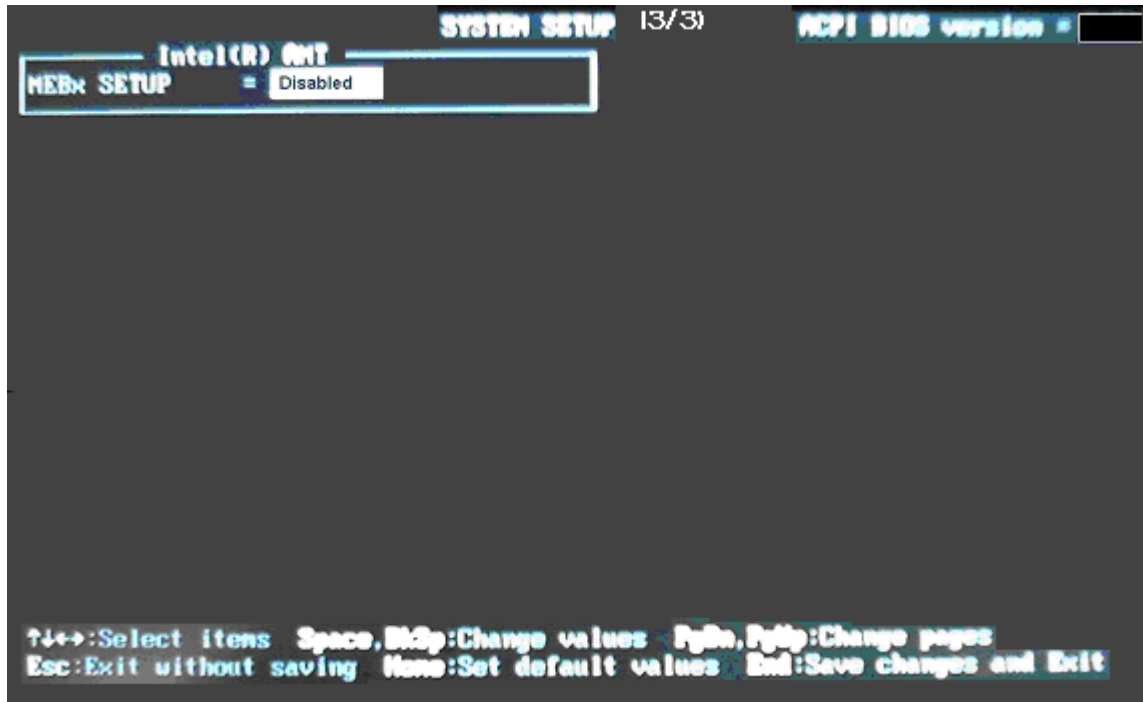 SYSTEM SETUP (3/3) ACPI BIOS version =
Intel(R) AMT
MEBx SETUP = Disabled
↑↓←→:Select items Space,BkSp:Change values PgDn,PgUp:Change pages
Esc:Exit without saving Home:Set default values End:Save changes and Exit